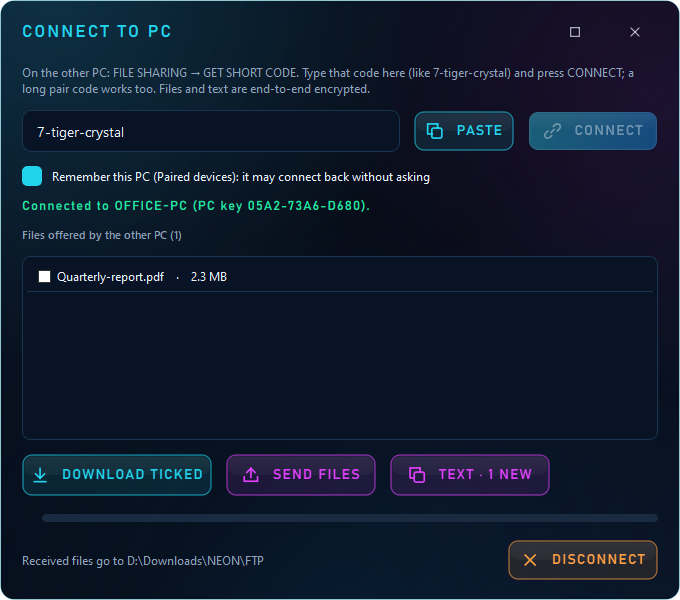 CONNECT TO PC
On the other PC: FILE SHARING → GET SHORT CODE. Type that code here (like 7-tiger-crystal) and press CONNECT; a
long pair code works too. Files and text are end-to-end encrypted.
7-tiger-crystal
PASTE
CONNECT
Remember this PC (Paired devices): it may connect back without asking
Connected to OFFICE-PC (PC key 05A2-73A6-D680).
Files offered by the other PC (1)
Quarterly-report.pdf · 2.3 MB
DOWNLOAD TICKED
SEND FILES
TEXT · 1 NEW
Received files go to D:\Downloads\NEON\FTP
DISCONNECT